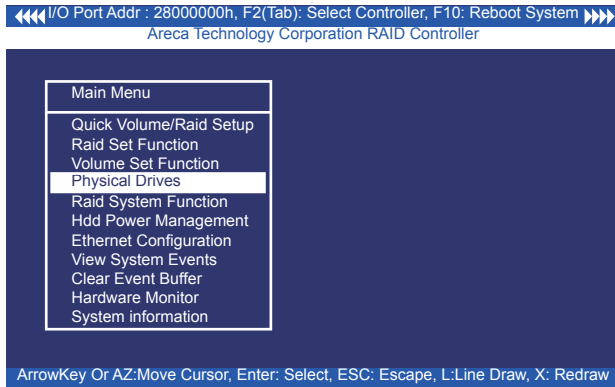 I/O Port Addr : 28000000h, F2(Tab): Select Controller, F10: Reboot System
Areca Technology Corporation RAID Controller
Main Menu
Quick Volume/Raid Setup
Raid Set Function
Volume Set Function
Physical Drives
Raid System Function
Hdd Power Management
Ethernet Configuration
View System Events
Clear Event Buffer
Hardware Monitor
System information
ArrowKey Or AZ:Move Cursor, Enter: Select, ESC: Escape, L:Line Draw, X: Redraw